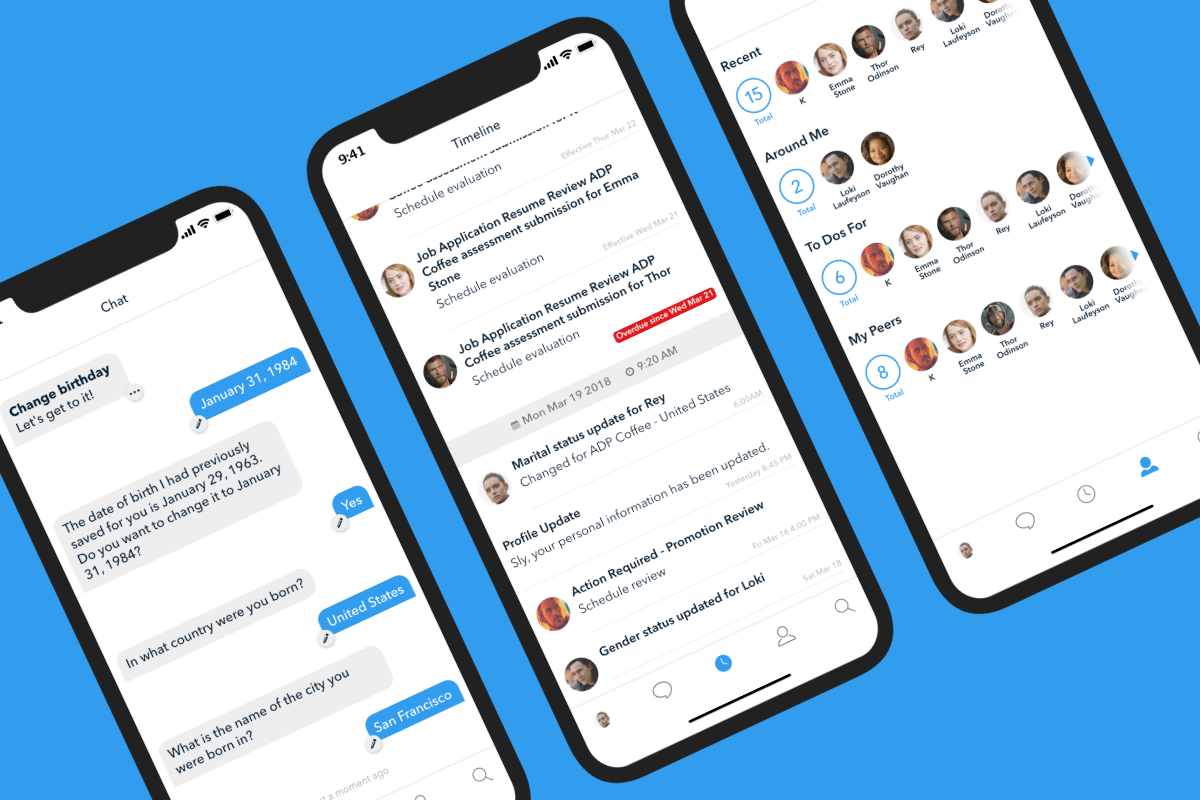 Chat
Change birthday
Let's get to it!
January 31, 1984
The date of birth I had previously
saved for you is January 29, 1963.
Do you want to change it to January
31, 1984?
Yes
In what country were you born?
United States
What is the name of the city you
were born in?
San Francisco
a moment ago
9:41
Timeline
Coffee assessment submission for
Schedule evaluation
Effective Thur Mar 22
Job Application Resume Review ADP
Coffee assessment submission for Emma
Stone
Schedule evaluation
Effective Wed Mar 21
Job Application Resume Review ADP
Coffee assessment submission for Thor
Schedule evaluation
Overdue since Wed Mar 21
Mon Mar 19 2018 9:20 AM
Marital status update for Rey
Changed for ADP Coffee - United States
6:00AM
Profile Update
Sly, your personal information has been updated.
Yesterday 8:45 PM
Action Required - Promotion Review
Schedule review
Fri Mar 16 4:00 PM
Gender status updated for Loki
Sat Mar 18
Recent
15
Total
K
Emma
Stone
Thor
Odinson
Rey
Loki
Laufeyson
Dorothy
Vaughan
Around Me
2
Total
Loki
Laufeyson
Dorothy
Vaughan
To Dos For
6
Total
K
Emma
Stone
Thor
Odinson
Rey
Loki
Laufeyson
Dorothy
Vaughan
My Peers
8
Total
K
Emma
Stone
Thor
Odinson
Rey
Loki
Laufeyson
Dorothy
Vaughan